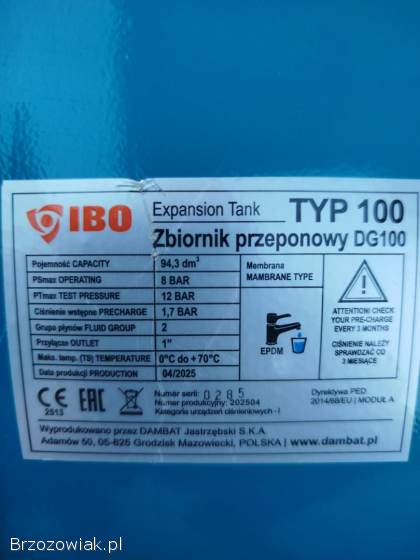 IBO
Expansion Tank TYP 100
Zbiornik przeponowy DG100
Pojemność CAPACITY 94,3 dm³
PSmax OPERATING 8 BAR
PTmax TEST PRESSURE 12 BAR
Ciśnienie wstępne PRECHARGE 1,7 BAR
Grupa płynów FLUID GROUP 2
Przyłącze OUTLET 1"
Maks. temp. (TS) TEMPERATURE 0°C do +70°C
Data produkcji PRODUCTION 04/2025
Membrana
MAMBRANE TYPE
EPDM
ATTENTION! CHECK
YOUR PRE-CHARGE
EVERY 3 MONTHS
CIŚNIENIE NALEŻY
SPRAWDZAĆ CO
3 MIESIĄCE
CE EAC
2513
Numer serii: 0285
Numer produkcyjny: 202504
Kategoria urządzeń ciśnieniowych - I
Dyrektywa PED
2014/68/EU | MODUŁ A
Wyprodukowano przez DAMBAT Jastrzębski S.K.A.
Adamów 50, 05-825 Grodzisk Mazowiecki, POLSKA | www.dambat.pl
Brzozowiak.pl